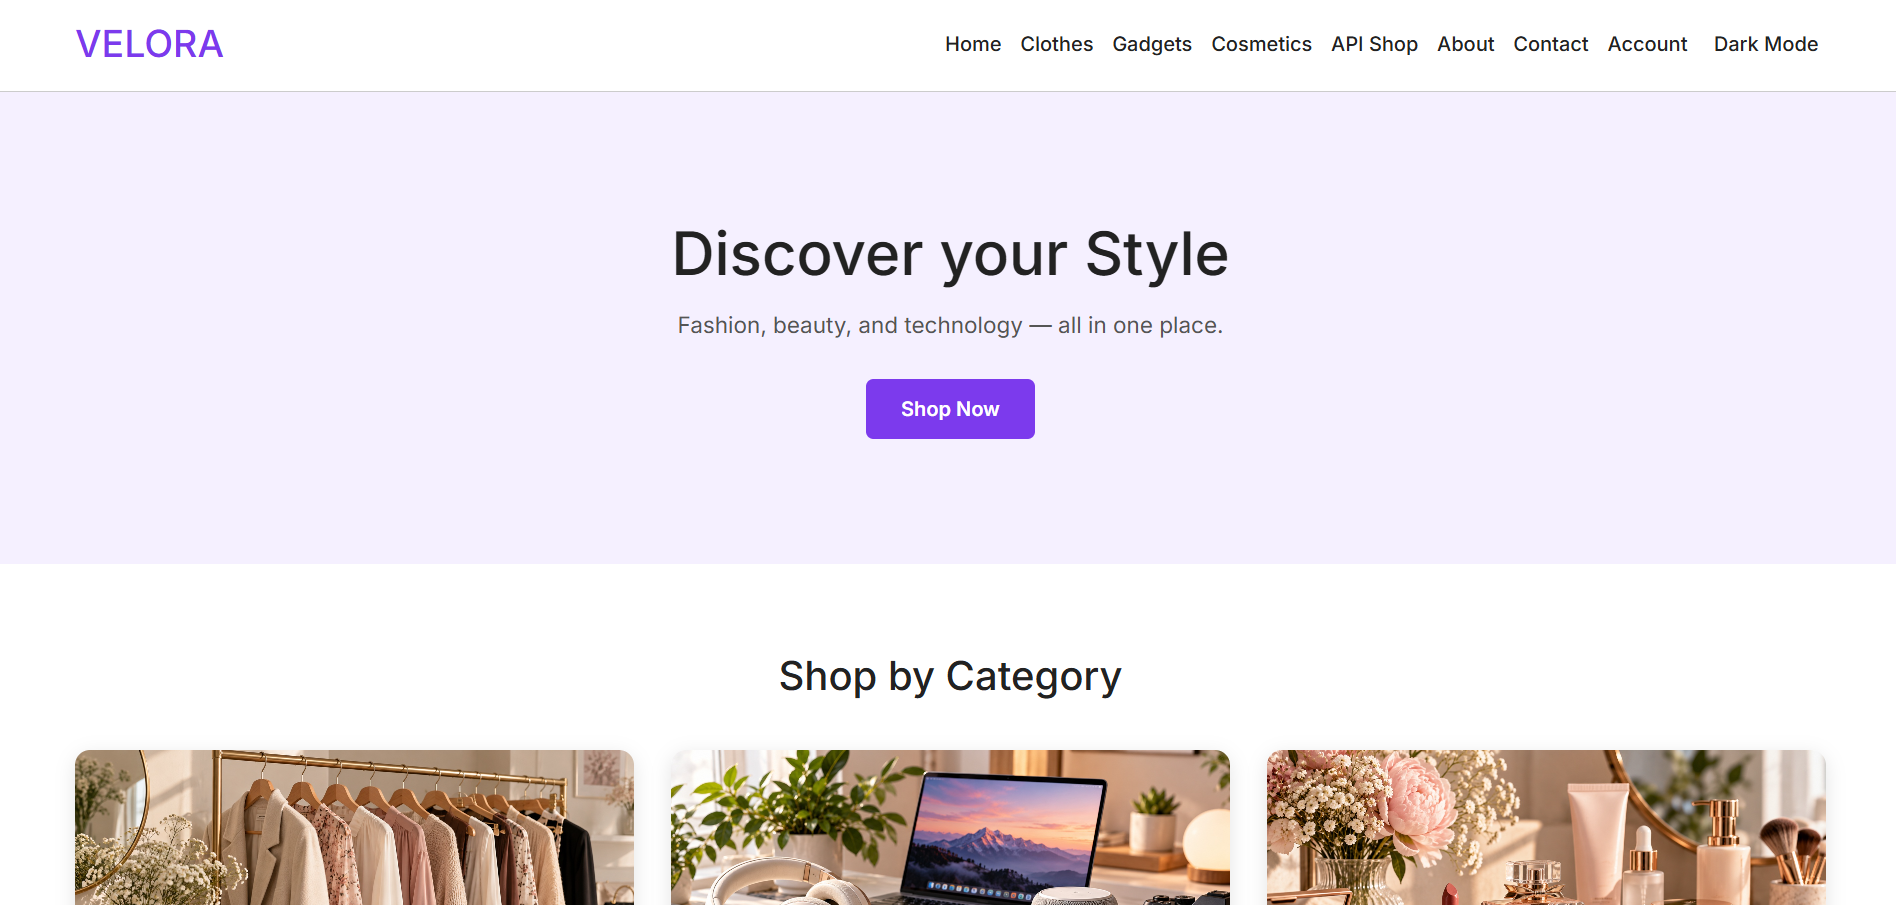 VELORA
Home Clothes Gadgets Cosmetics API Shop About Contact Account Dark Mode
Discover your Style
Fashion, beauty, and technology — all in one place.
Shop Now
Shop by Category